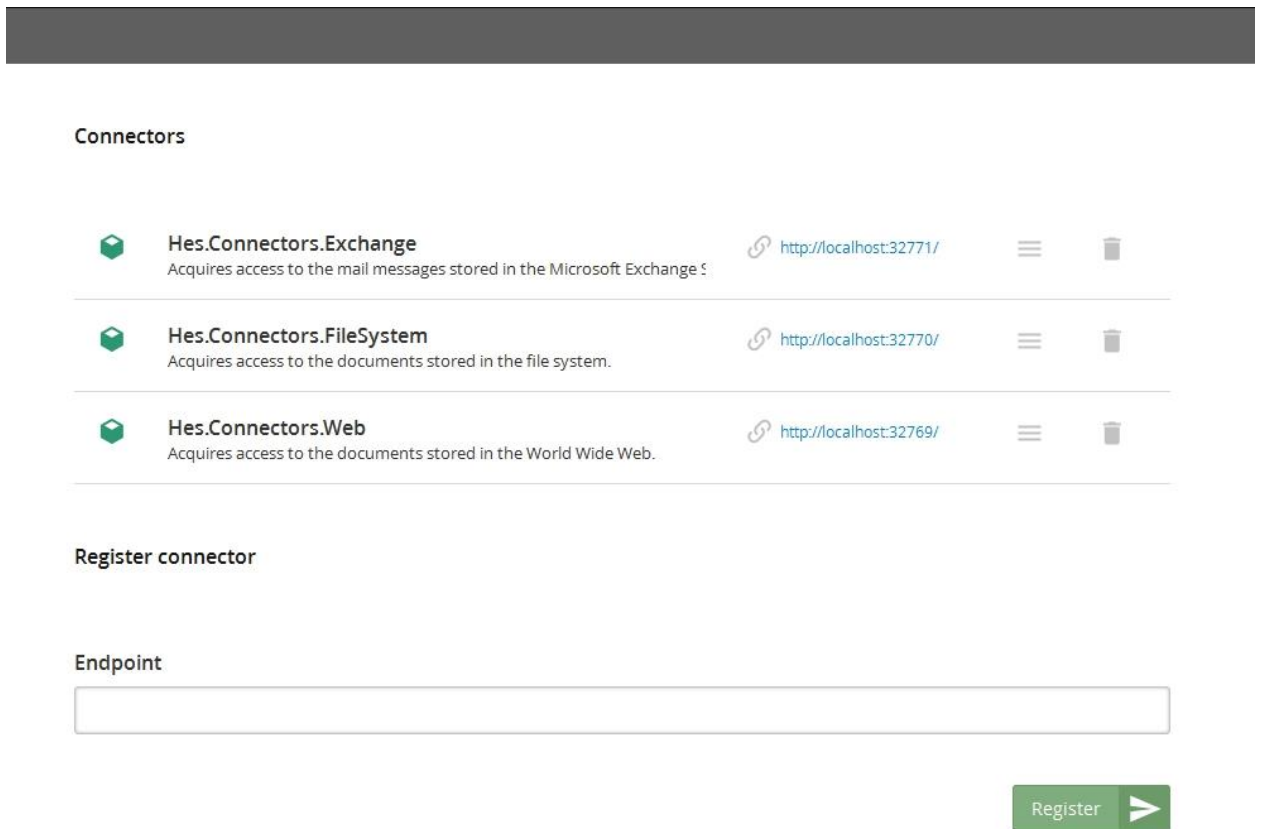 Connectors
Hes.Connectors.Exchange
Acquires access to the mail messages stored in the Microsoft Exchange
http://localhost:32771/
Hes.Connectors.FileSystem
Acquires access to the documents stored in the file system.
http://localhost:32770/
Hes.Connectors.Web
Acquires access to the documents stored in the World Wide Web.
http://localhost:32769/
Register connector
Endpoint
Register